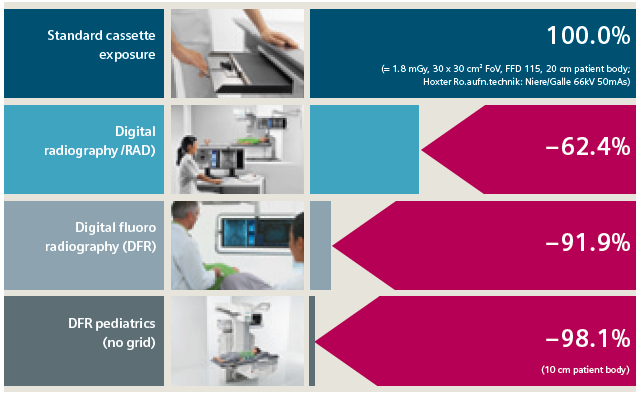 Standard cassette
exposure
100.0%
(= 1.8 mGy, 30 x 30 cm² FoV, FFD 115, 20 cm patient body;
Hoxter Ro.aufn.technik: Niere/Galle 66kV 50mAs)
Digital
radiography /RAD)
–62.4%
Digital fluoro
radiography (DFR)
–91.9%
DFR pediatrics
(no grid)
–98.1%
(10 cm patient body)